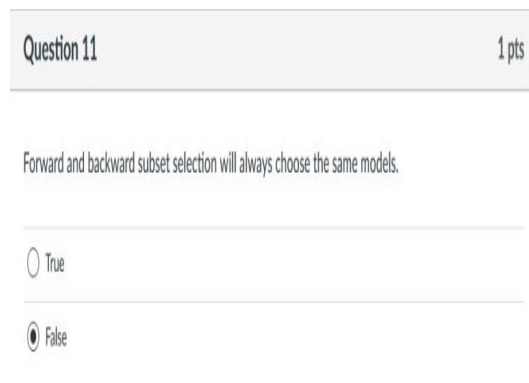 Question 11 1 pts
Forward and backward subset selection will always choose the same models.
True
False